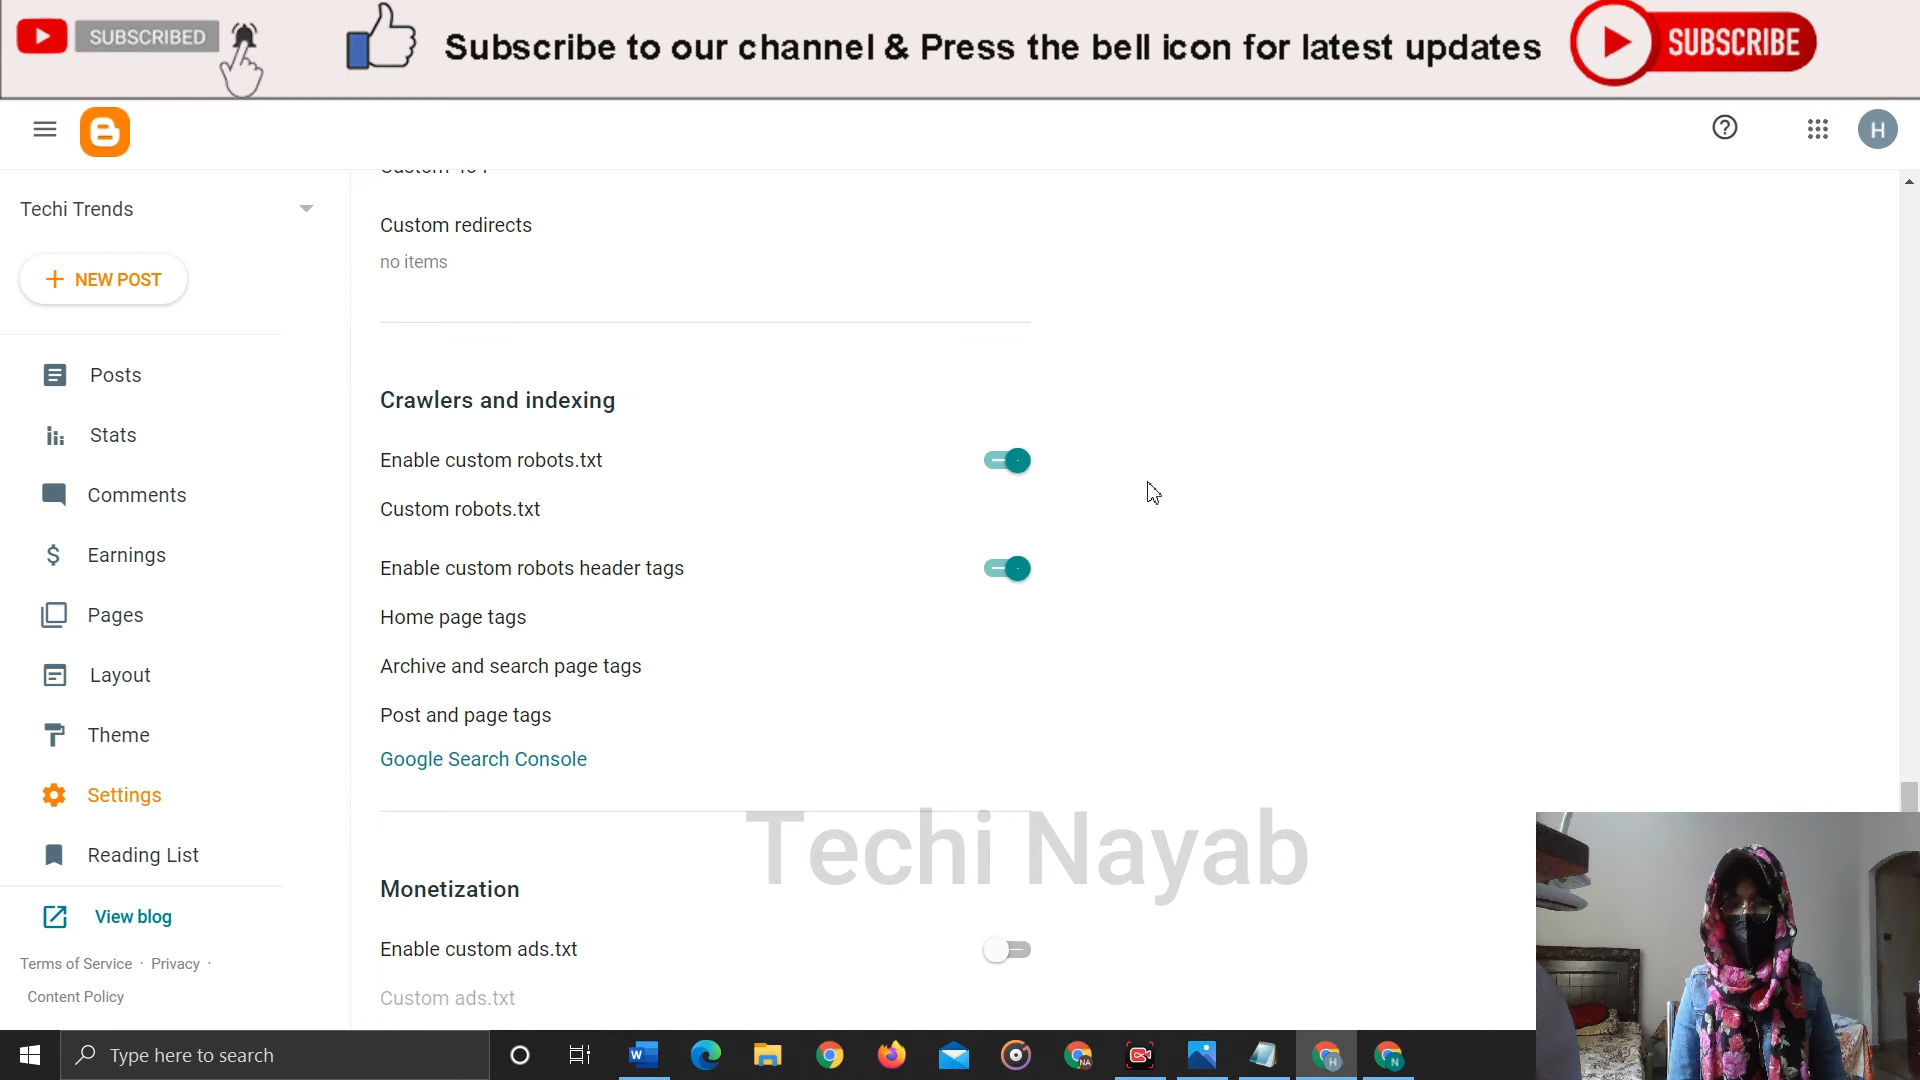 SUBSCRIBED
Subscribe to our channel & Press the bell icon for latest updates
SUBSCRIBE
H
Techi Trends
Custom redirects
no items
NEW POST
Posts
Stats
Comments
Earnings
Pages
Layout
Theme
Settings
Reading List
View blog
Terms of Service · Privacy ·
Content Policy
Crawlers and indexing
Enable custom robots.txt
Custom robots.txt
Enable custom robots header tags
Home page tags
Archive and search page tags
Post and page tags
Google Search Console
Techi Nayab
Monetization
Enable custom ads.txt
Custom ads.txt
Type here to search
W
NA
H
N